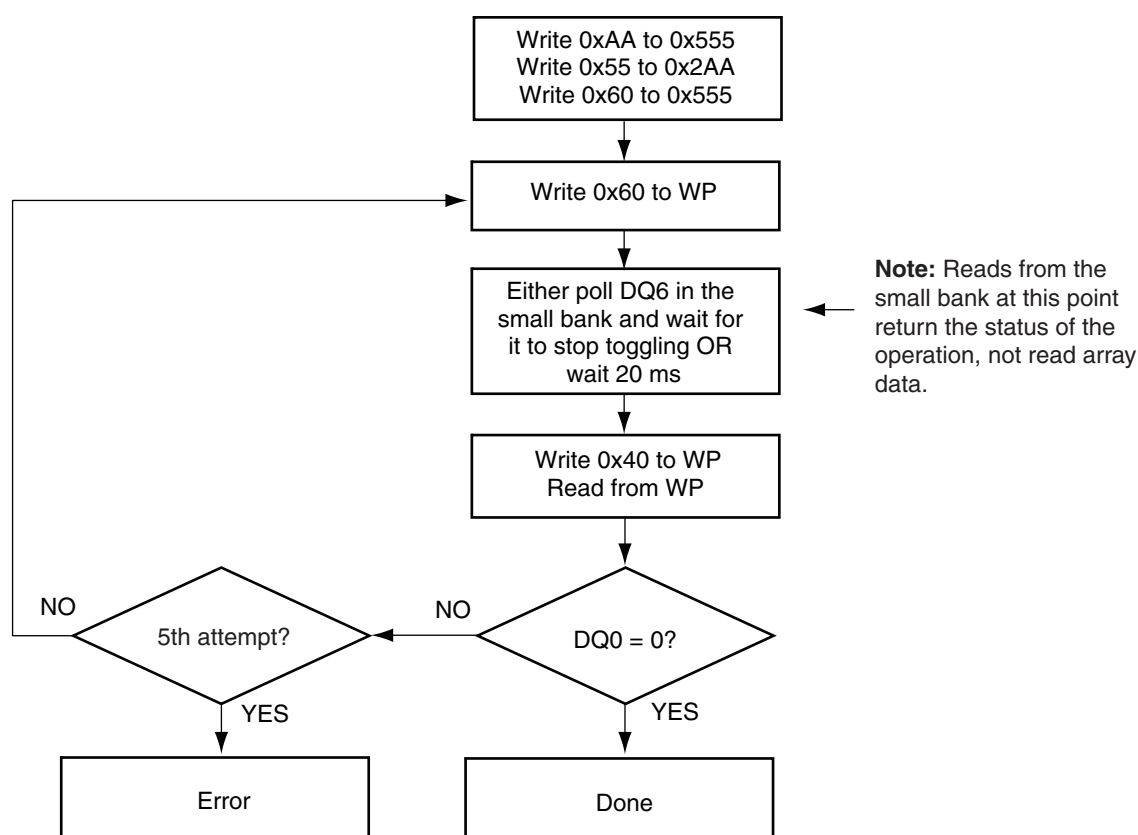 Write 0xAA to 0x555
Write 0x55 to 0x2AA
Write 0x60 to 0x555
Write 0x60 to WP
Either poll DQ6 in the
small bank and wait for
it to stop toggling OR
wait 20 ms
Note: Reads from the
small bank at this point
return the status of the
operation, not read array
data.
Write 0x40 to WP
Read from WP
NO
5th attempt?
NO
DQ0 = 0?
YES
YES
Error
Done